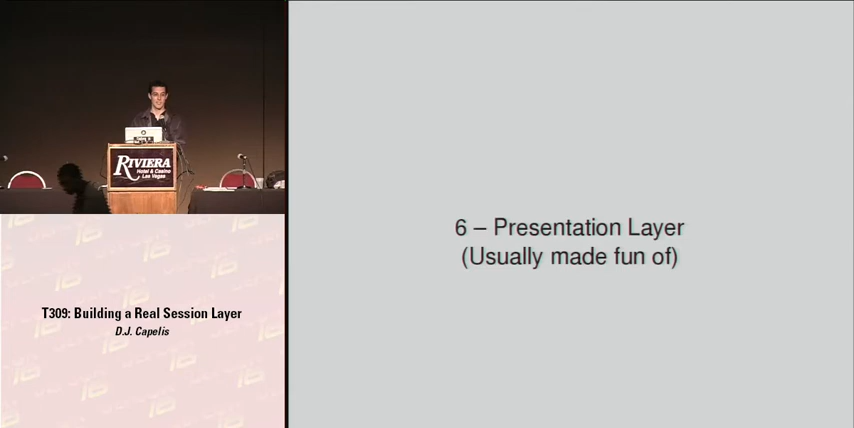 RIVIERA
Hotel & Casino
Las Vegas
T309: Building a Real Session Layer
D.J. Capelis
6 – Presentation Layer
(Usually made fun of)